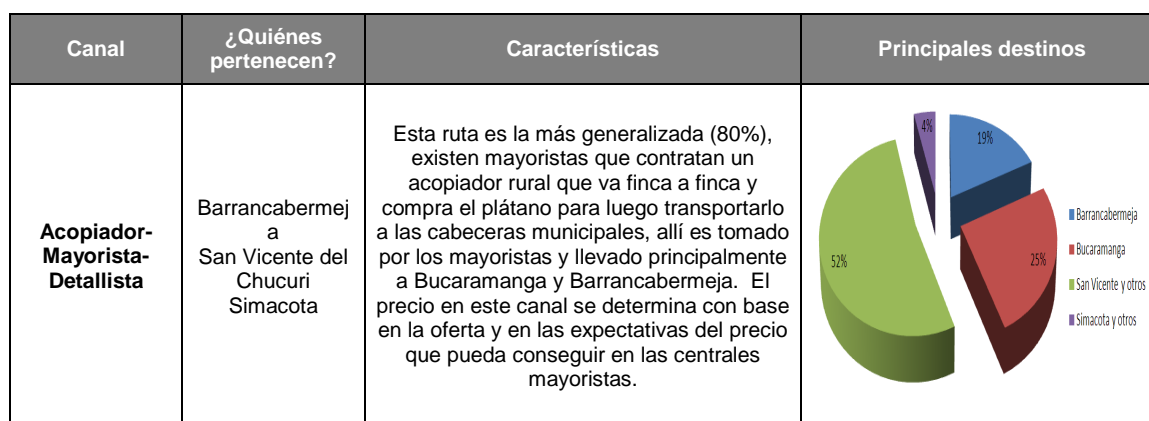 Canal
¿Quiénes
pertenecen?
Características
Principales destinos
Acopiador-
Mayorista-
Detallista
Barrancabermej
a
San Vicente del
Chucuri
Simacota
Esta ruta es la más generalizada (80%),
existen mayoristas que contratan un
acopiador rural que va finca a finca y
compra el plátano para luego transportarlo
a las cabeceras municipales, allí es tomado
por los mayoristas y llevado principalmente
a Bucaramanga y Barrancabermeja. El
precio en este canal se determina con base
en la oferta y en las expectativas del precio
que pueda conseguir en las centrales
mayoristas.
4%
19%
52%
25%
Barrancabermeja
Bucaramanga
San Vicente y otros
Simacota y otros